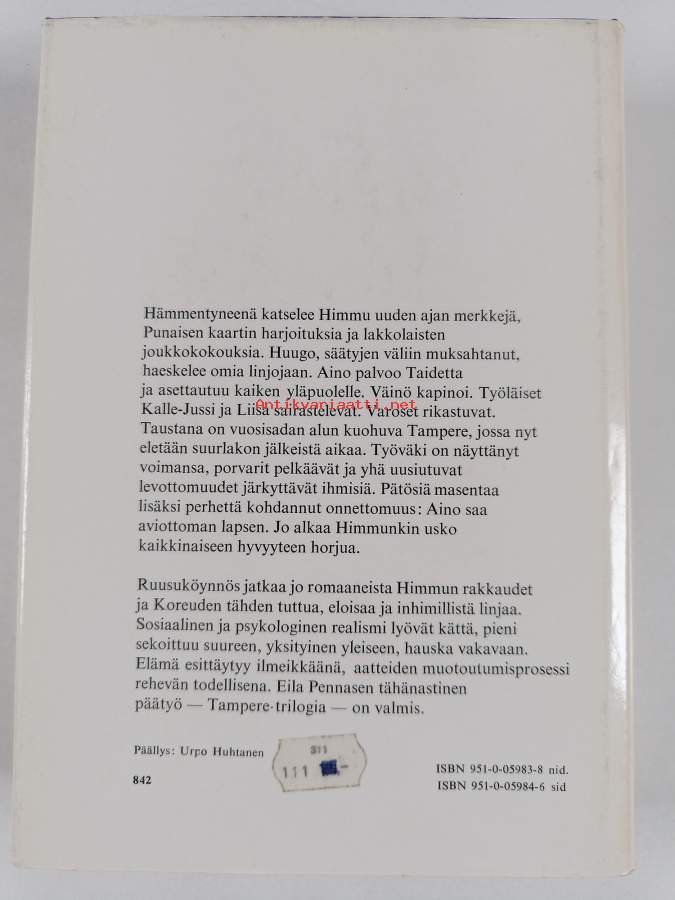 Hämmentyneenä katselee Himmu uuden ajan merkkejä,
Punaisen kaartin harjoituksia ja lakkolaisten
joukkokokouksia. Huugo, säätyjen väliin muksahtanut,
haeskelee omia linjojaan. Aino palvoo Taidetta
ja asettautuu kaiken yläpuolelle. Väinö kapinoi. Työläiset
Antikvariaatti.net
Kalle-Jussi ja Liisa sairastelevat. Varoset rikastuvat.
Taustana on vuosisadan alun kuohuva Tampere, jossa nyt
eletään suurlakon jälkeistä aikaa. Työväki on näyttänyt
voimansa, porvarit pelkäävät ja yhä uusiutuvat
levottomuudet järkyttävät ihmisiä. Pätösiä masentaa
lisäksi perhettä kohdannut onnettomuus: Aino saa
aviottoman lapsen. Jo alkaa Himmunkin usko
kaikkinaiseen hyvyyteen horjua.
Ruusuköynnös jatkaa jo romaaneista Himmun rakkaudet
ja Koreuden tähden tuttua, eloisaa ja inhimillistä linjaa.
Sosiaalinen ja psykologinen realismi lyövät kättä, pieni
sekoittuu suureen, yksityinen yleiseen, hauska vakavaan.
Elämä esittäytyy ilmeikkäänä, aatteiden muotoutumisprosessi
rehevän todellisena. Eila Pennasen tähänastinen
päätyö — Tampere-trilogia — on valmis.
Päällys: Urpo Huhtanen
311
111
842
ISBN 951-0-05983-8 nid.
ISBN 951-0-05984-6 sid